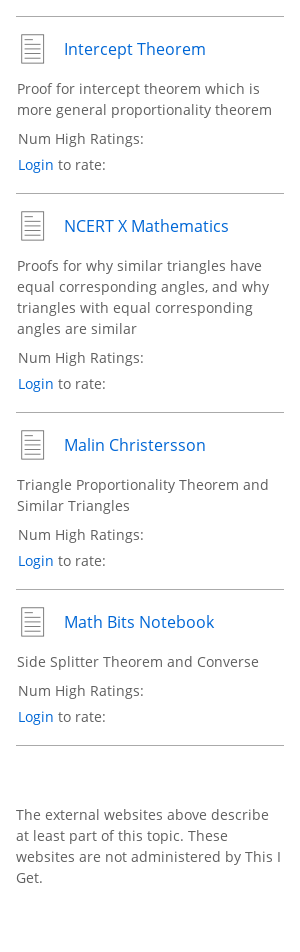 Intercept Theorem
Proof for intercept theorem which is
more general proportionality theorem
Num High Ratings:
Login to rate:
NCERT X Mathematics
Proofs for why similar triangles have
equal corresponding angles, and why
triangles with equal corresponding
angles are similar
Num High Ratings:
Login to rate:
Malin Christersson
Triangle Proportionality Theorem and
Similar Triangles
Num High Ratings:
Login to rate:
Math Bits Notebook
Side Splitter Theorem and Converse
Num High Ratings:
Login to rate:
The external websites above describe
at least part of this topic. These
websites are not administered by This I
Get.